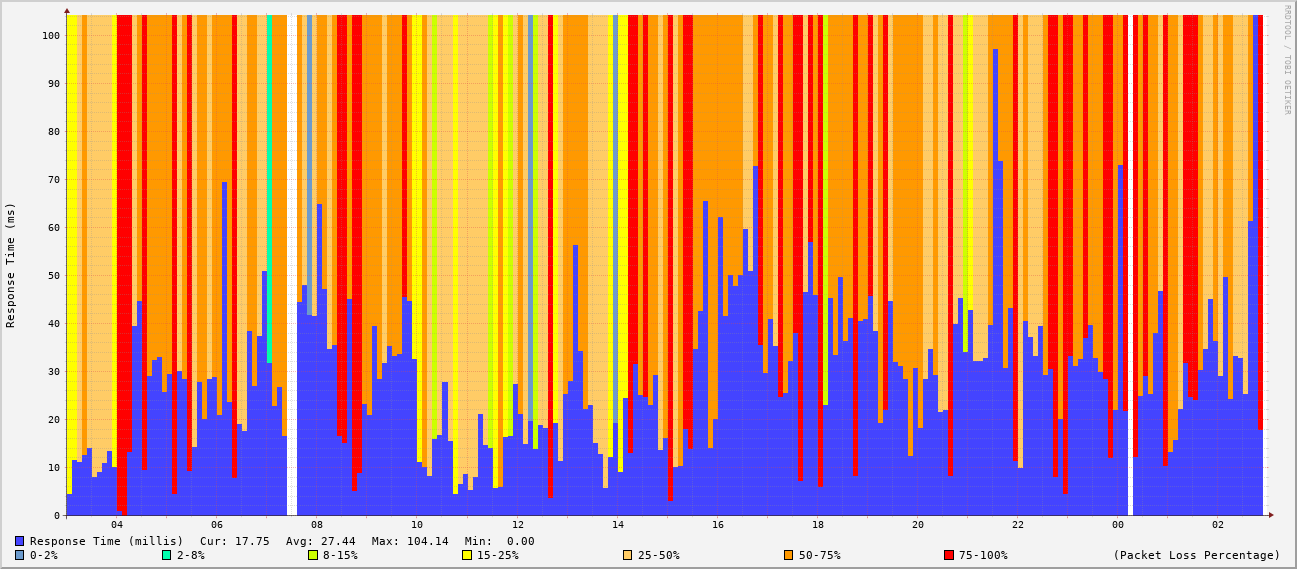 RRDTOOL / TOBI OETIKER
Response Time (ms)
100
90
80
70
60
50
40
30
20
10
0
04 06 08 10 12 14 16 18 20 22 00 02
Response Time (millis) Cur: 17.75 Avg: 27.44 Max: 104.14 Min: 0.00
0-2% 2-8% 8-15% 15-25% 25-50% 50-75% 75-100% (Packet Loss Percentage)